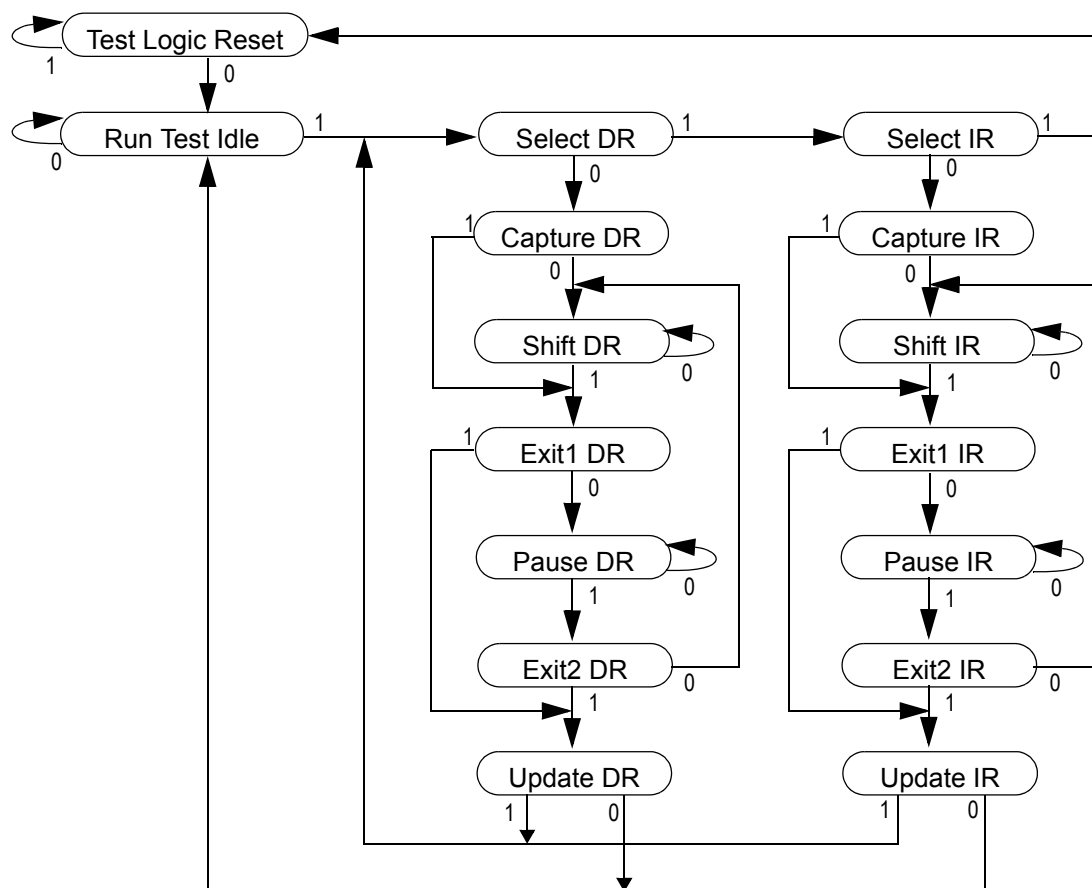 Test Logic Reset
1
0
Run Test Idle
1
0
Select DR
1
0
Select IR
1
0
Capture DR
1
0
Capture IR
1
0
Shift DR
0
1
Shift IR
0
1
Exit1 DR
1
0
Exit1 IR
1
0
Pause DR
0
1
Pause IR
0
1
Exit2 DR
0
1
Exit2 IR
0
1
Update DR
1
0
Update IR
1
0